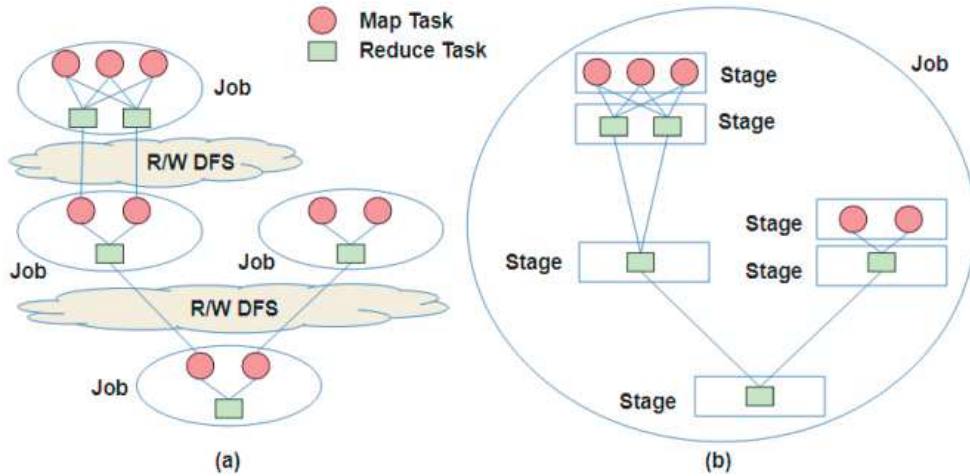 Map Task
Reduce Task
Job
R/W DFS
Job
Job
R/W DFS
Job
(a)
Job
Stage
Stage
Stage
Stage
Stage
Stage
(b)